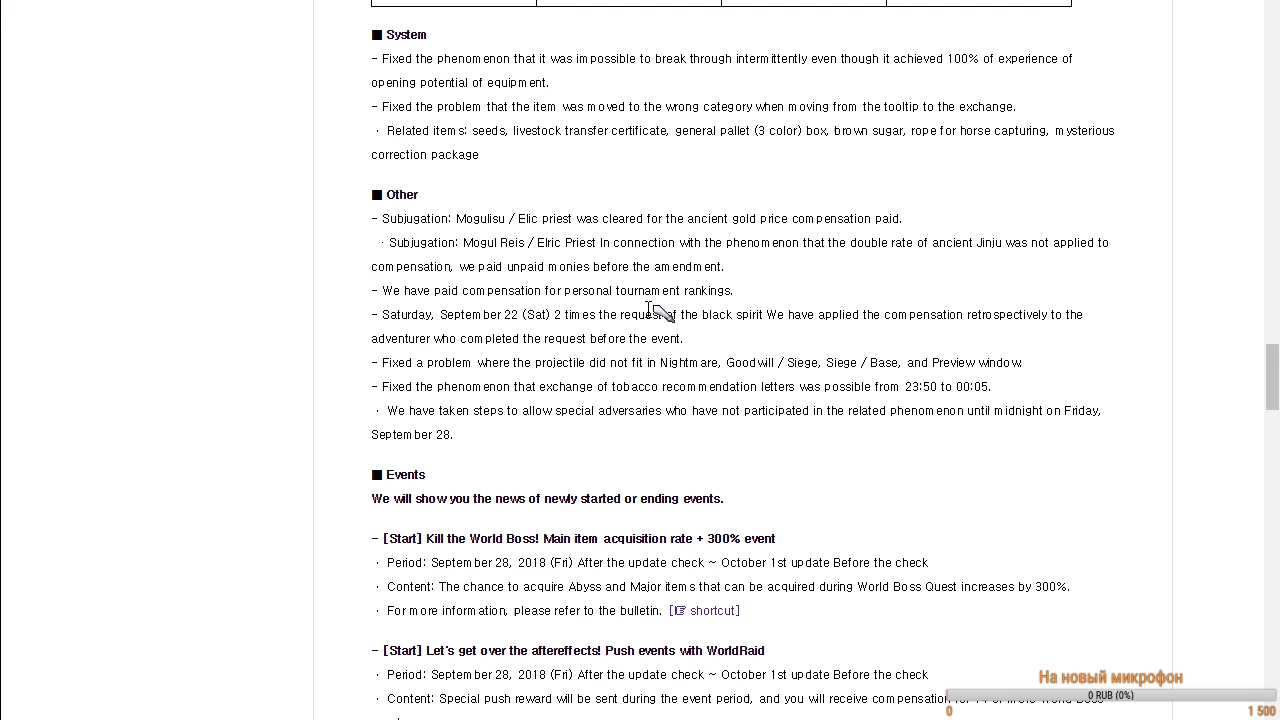 ■ System
- Fixed the phenomenon that it was impossible to break through intermittently even though it achieved 100% of experience of
opening potential of equipment.
- Fixed the problem that the item was moved to the wrong category when moving from the tooltip to the exchange.
· Related items: seeds, livestock transfer certificate, general pallet (3 color) box, brown sugar, rope for horse capturing, mysterious
correction package
■ Other
- Subjugation: Mogulisu / Elic priest was cleared for the ancient gold price compensation paid.
· Subjugation: Mogul Reis / Elric Priest In connection with the phenomenon that the double rate of ancient Jinju was not applied to
compensation, we paid unpaid monies before the amendment.
- We have paid compensation for personal tournament rankings.
- Saturday, September 22 (Sat) 2 times the request of the black spirit We have applied the compensation retrospectively to the
adventurer who completed the request before the event.
- Fixed a problem where the projectile did not fit in Nightmare, Goodwill / Siege, Siege / Base, and Preview window.
- Fixed the phenomenon that exchange of tobacco recommendation letters was possible from 23:50 to 00:05.
· We have taken steps to allow special adversaries who have not participated in the related phenomenon until midnight on Friday,
September 28.
■ Events
We will show you the news of newly started or ending events.
- [Start] Kill the World Boss! Main item acquisition rate + 300% event
· Period: September 28, 2018 (Fri) After the update check ~ October 1st update Before the check
· Content: The chance to acquire Abyss and Major items that can be acquired during World Boss Quest increases by 300%.
· For more information, please refer to the bulletin. [☞ shortcut]
- [Start] Let's get over the aftereffects! Push events with WorldRaid
· Period: September 28, 2018 (Fri) After the update check ~ October 1st update Before the check
· Content: Special push reward will be sent during the event period, and you will receive compensation
На новый микрофон
0 RUB (0%)
0 1 500